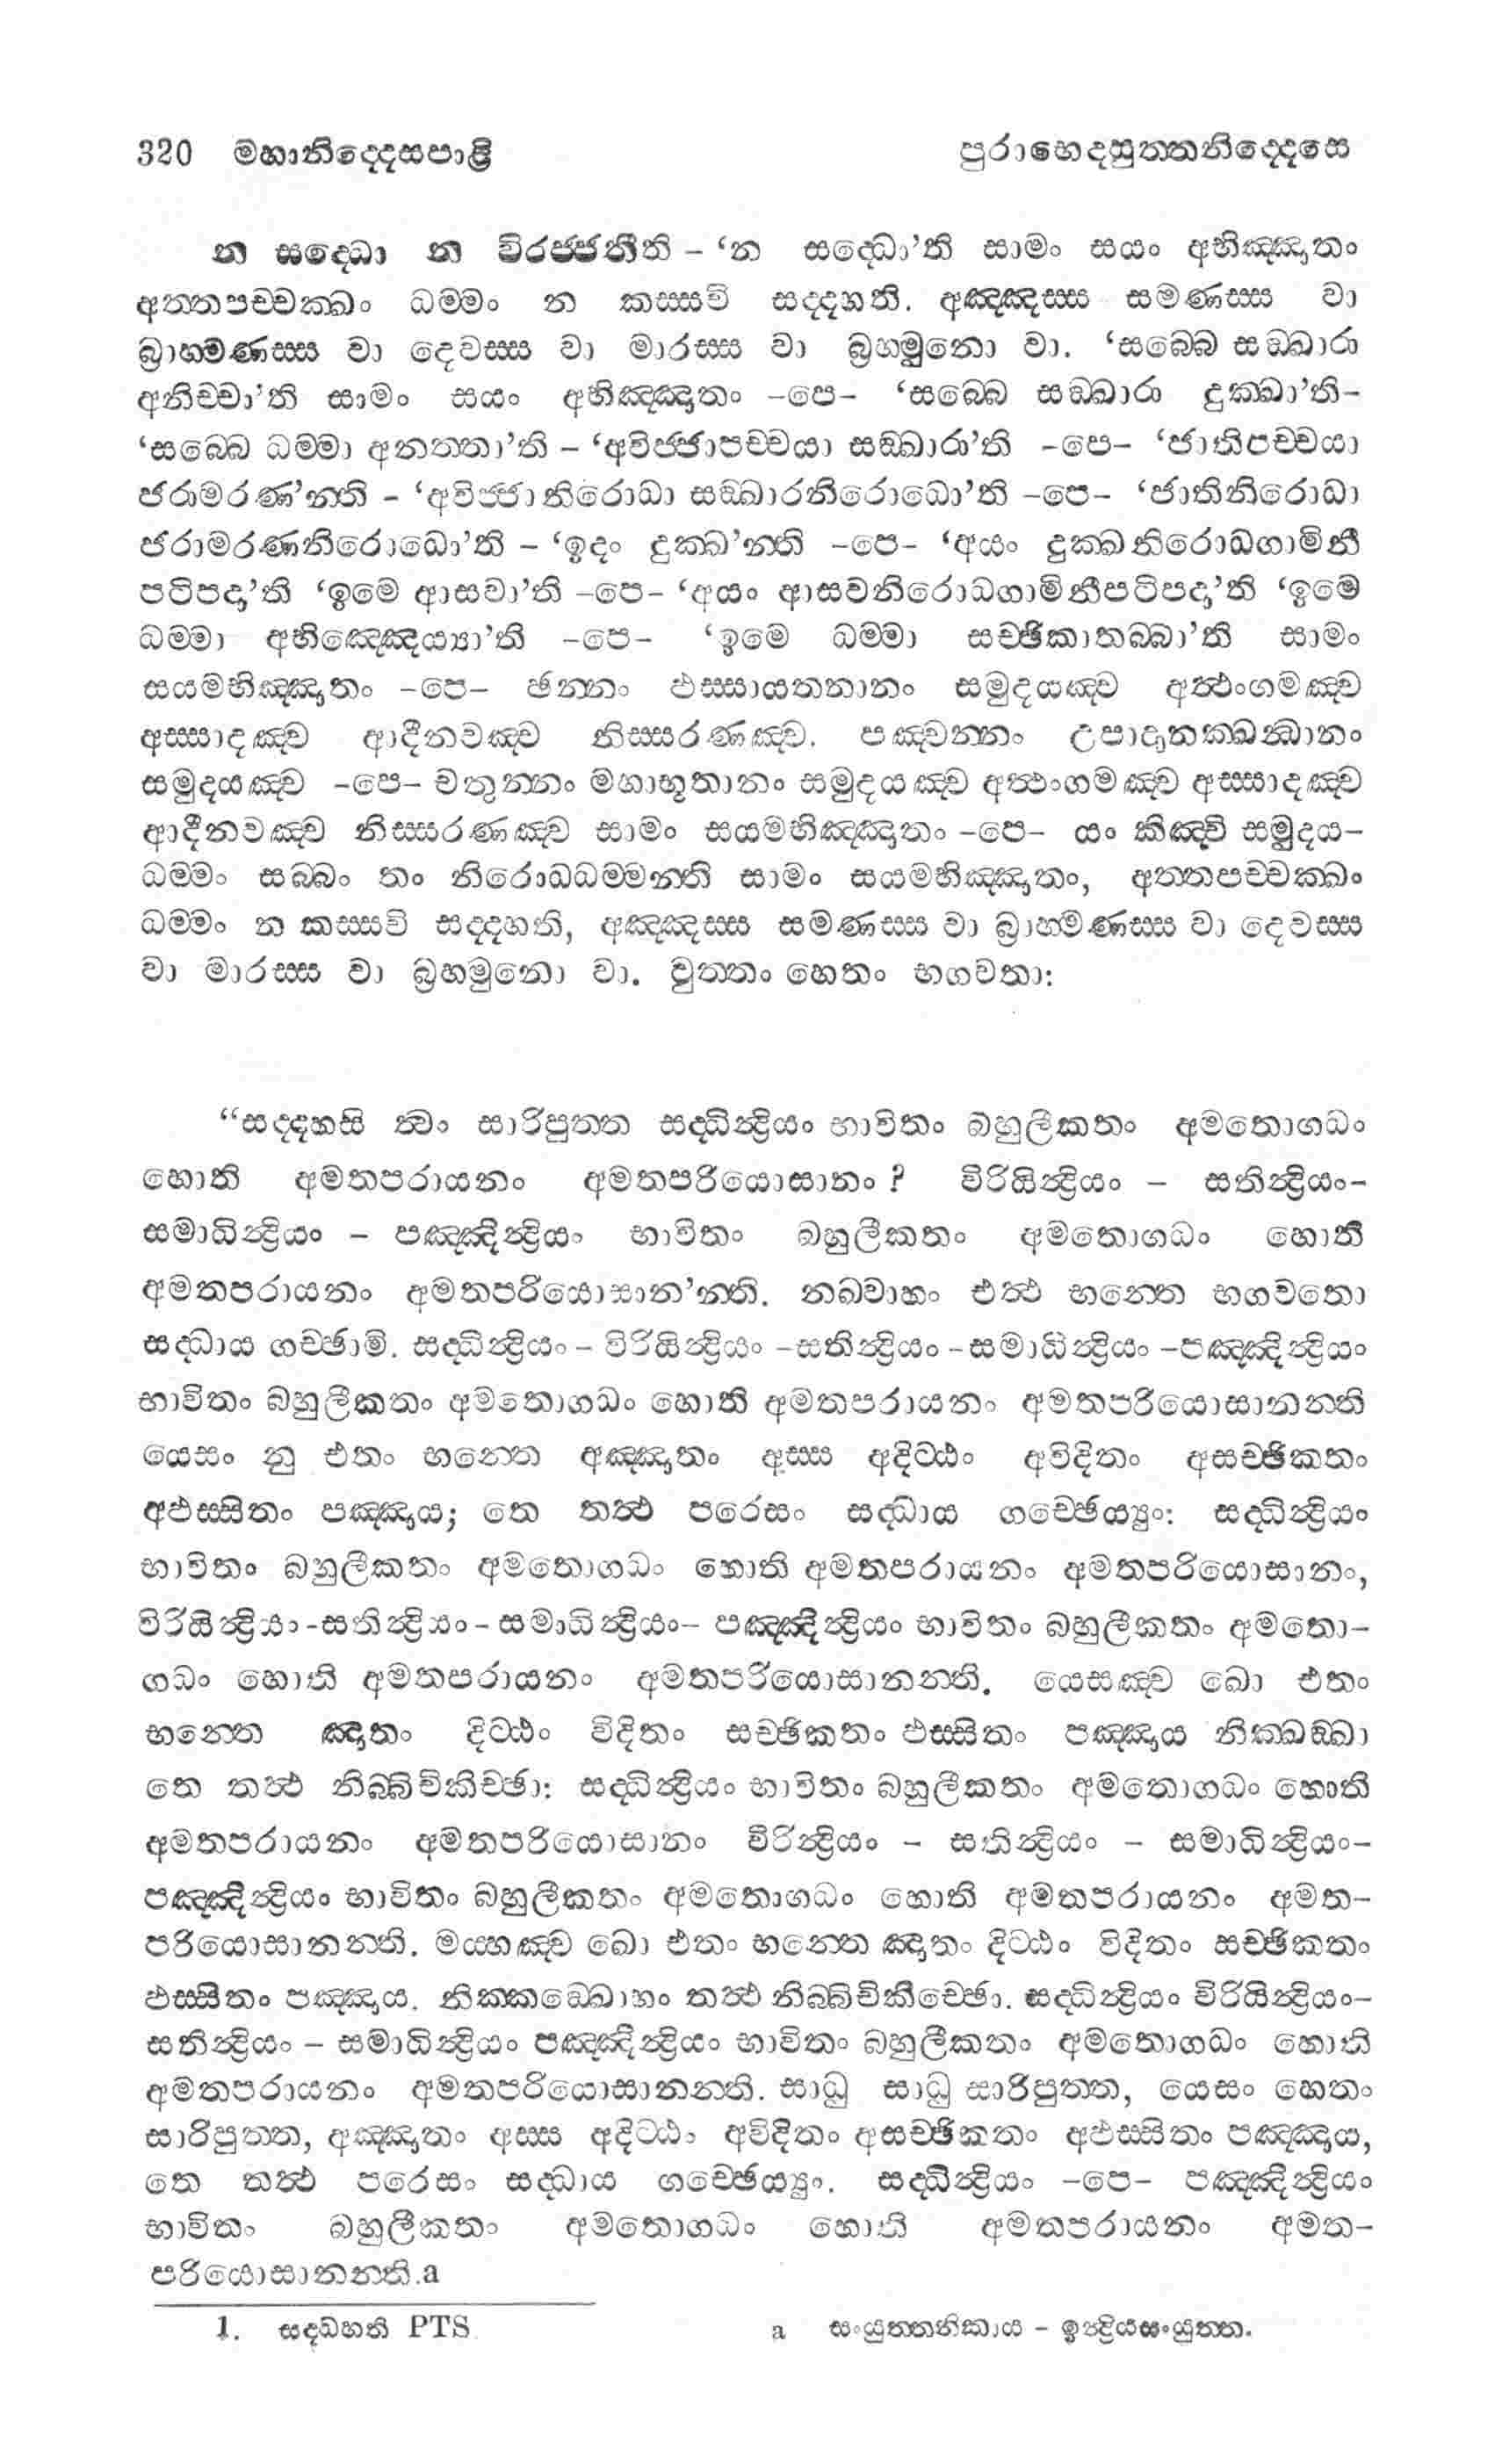 320 මහානිද්දෙසපාළි පුරාභෙදසුත්තනිද්දෙසෙ
න සද්ධො න විරජ්ජතීති – ‘න සද්ධො’ති සාමං සයං අභිඤ්ඤාතං
අත්තපච්චක්ඛං ධම්මං න කස්සචි සද්දහති. අඤ්ඤස්ස සමණස්ස වා
බ්‍රාහ්මණස්ස වා දෙවස්ස වා මාරස්ස වා බ්‍රහ්මුනො වා. ‘සබ්බෙ සඞ්ඛාරා
අනිච්චා’ති සාමං සයං අභිඤ්ඤාතං –පෙ– ‘සබ්බෙ සඞ්ඛාරා දුක්ඛා’ති–
‘සබ්බෙ ධම්මා අනත්තා’ති – ‘අවිජ්ජාපච්චයා සඞ්ඛාරා’ති –පෙ– ‘ජාතිපච්චයා
ජරාමරණ’න්ති – ‘අවිජ්ජානිරොධා සඞ්ඛාරනිරොධො’ති –පෙ– ‘ජාතිනිරොධා
ජරාමරණනිරොධො’ති – ‘ඉදං දුක්ඛ’න්ති –පෙ– ‘අයං දුක්ඛනිරොධගාමිනී
පටිපදා’ති ‘ඉමෙ ආසවා’ති –පෙ– ‘අයං ආසවනිරොධගාමිනීපටිපදා’ති ‘ඉමෙ
ධම්මා අභිඤ්ඤෙය්‍යා’ති –පෙ– ‘ඉමෙ ධම්මා සච්ඡිකාතබ්බා’ති සාමං
සයමභිඤ්ඤාතං –පෙ– ඡන්නං ඵස්සායතනානං සමුදයඤ්ච අත්ථංගමඤ්ච
අස්සාදඤ්ච ආදීනවඤ්ච නිස්සරණඤ්ච. පඤ්චන්නං උපාදානක්ඛන්ධානං
සමුදයඤ්ච –පෙ– චතුන්නං මහාභූතානං සමුදයඤ්ච අත්ථංගමඤ්ච අස්සාදඤ්ච
ආදීනවඤ්ච නිස්සරණඤ්ච සාමං සයමභිඤ්ඤාතං –පෙ– යං කිඤ්චි සමුදය–
ධම්මං සබ්බං තං නිරොධධම්මන්ති සාමං සයමභිඤ්ඤාතං, අත්තපච්චක්ඛං
ධම්මං න කස්සචි සද්දහති, අඤ්ඤස්ස සමණස්ස වා බ්‍රාහ්මණස්ස වා දෙවස්ස
වා මාරස්ස වා බ්‍රහ්මුනො වා. වුත්තං හෙතං භගවතා:
“සද්දහසි ත්වං සාරිපුත්ත සද්ධින්ද්‍රියං භාවිතං බහුලීකතං අමතොගධං
හොති අමතපරායනං අමතපරියොසානං ? විරියින්ද්‍රියං – සතින්ද්‍රියං–
සමාධින්ද්‍රියං – පඤ්ඤින්ද්‍රියං භාවිතං බහුලීකතං අමතොගධං හොති
අමතපරායනං අමතපරියොසාන’න්ති. නඛ්වාහං එත්ථ භන්තෙ භගවතො
සද්ධාය ගච්ඡාමි. සද්ධින්ද්‍රියං – විරියින්ද්‍රියං –සතින්ද්‍රියං –සමාධින්ද්‍රියං –පඤ්ඤින්ද්‍රියං
භාවිතං බහුලීකතං අමතොගධං හොති අමතපරායනං අමතපරියොසානන්ති
යෙසං නු එතං භන්තෙ අඤ්ඤාතං අස්ස අදිට්ඨං අවිදිතං අසච්ඡිකතං
අඵස්සිතං පඤ්ඤාය; තෙ තත්ථ පරෙසං සද්ධාය ගච්ඡෙය්‍යුං: සද්ධින්ද්‍රියං
භාවිතං බහුලීකතං අමතොගධං හොති අමතපරායනං අමතපරියොසානං,
විරියින්ද්‍රියං -සතින්ද්‍රියං – සමාධින්ද්‍රියං– පඤ්ඤින්ද්‍රියං භාවිතං බහුලීකතං අමතො–
ගධං හොති අමතපරායනං අමතපරියොසානන්ති. යෙසඤ්ච ඛො එතං
භන්තෙ ඤාතං දිට්ඨං විදිතං සච්ඡිකතං ඵස්සිතං පඤ්ඤාය නික්ඛඞ්ඛා
තෙ තත්ථ නිබ්බිචිකිච්ඡා: සද්ධින්ද්‍රියං භාවිතං බහුලීකතං අමතොගධං හොති
අමතපරායනං අමතපරියොසානං විරින්ද්‍රියං – සතින්ද්‍රියං – සමාධින්ද්‍රියං–
පඤ්ඤින්ද්‍රියං භාවිතං බහුලීකතං අමතොගධං හොති අමතපරායනං අමත–
පරියොසානන්ති. මය්හඤ්ච ඛො එතං භන්තෙ ඤාතං දිට්ඨං විදිතං සච්ඡිකතං
ඵස්සිතං පඤ්ඤාය. නික්කඞ්ඛොහං තත්ථ නිබ්බිචිකිච්ඡො. සද්ධින්ද්‍රියං විරියින්ද්‍රියං–
සතින්ද්‍රියං – සමාධින්ද්‍රියං පඤ්ඤින්ද්‍රියං භාවිතං බහුලීකතං අමතොගධං හොති
අමතපරායනං අමතපරියොසානන්ති. සාධු සාධු සාරිපුත්ත, යෙසං හෙතං
සාරිපුත්ත, අඤ්ඤාතං අස්ස අදිට්ඨං අවිදිතං අසච්ඡිකතං අඵස්සිතං පඤ්ඤාය,
තෙ තත්ථ පරෙසං සද්ධාය ගච්ඡෙය්‍යුං. සද්ධින්ද්‍රියං –පෙ– පඤ්ඤින්ද්‍රියං
භාවිතං බහුලීකතං අමතොගධං හොති අමතපරායනං අමත–
පරියොසානන්ති.a
1. සද්ධහති PTS a සංයුත්තනිකාය – ඉන්ද්‍රියසංයුත්ත.